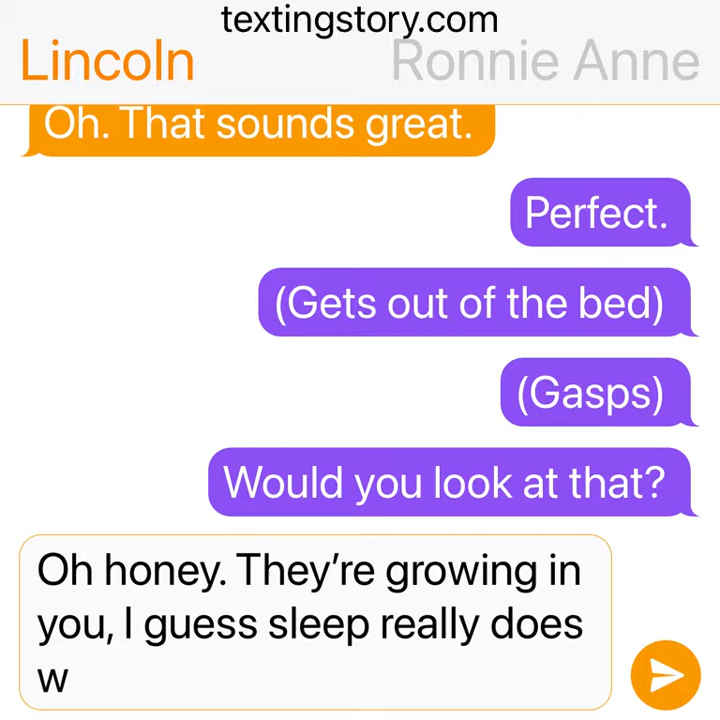 textingstory.com
Lincoln Ronnie Anne
Oh. That sounds great.
Perfect.
(Gets out of the bed)
(Gasps)
Would you look at that?
Oh honey. They’re growing in
you, I guess sleep really does
w